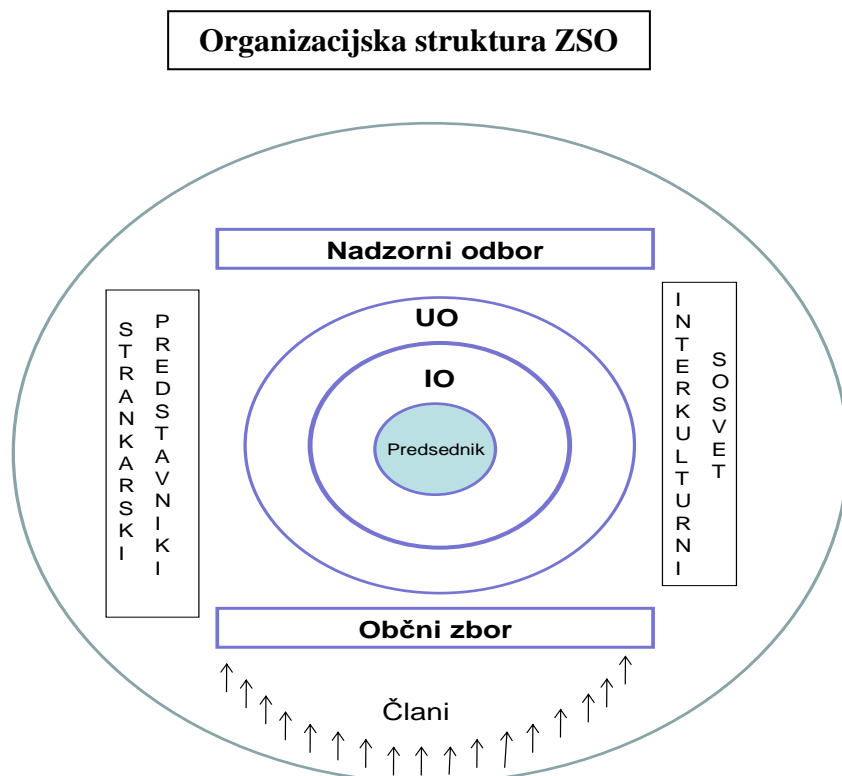 Organizacijska struktura ZSO
Nadzorni odbor
STRANKARSKI
PREDSTAVNIKI
UO
IO
Predsednik
INTERKULTURNI
SOSVET
Občni zbor
Člani